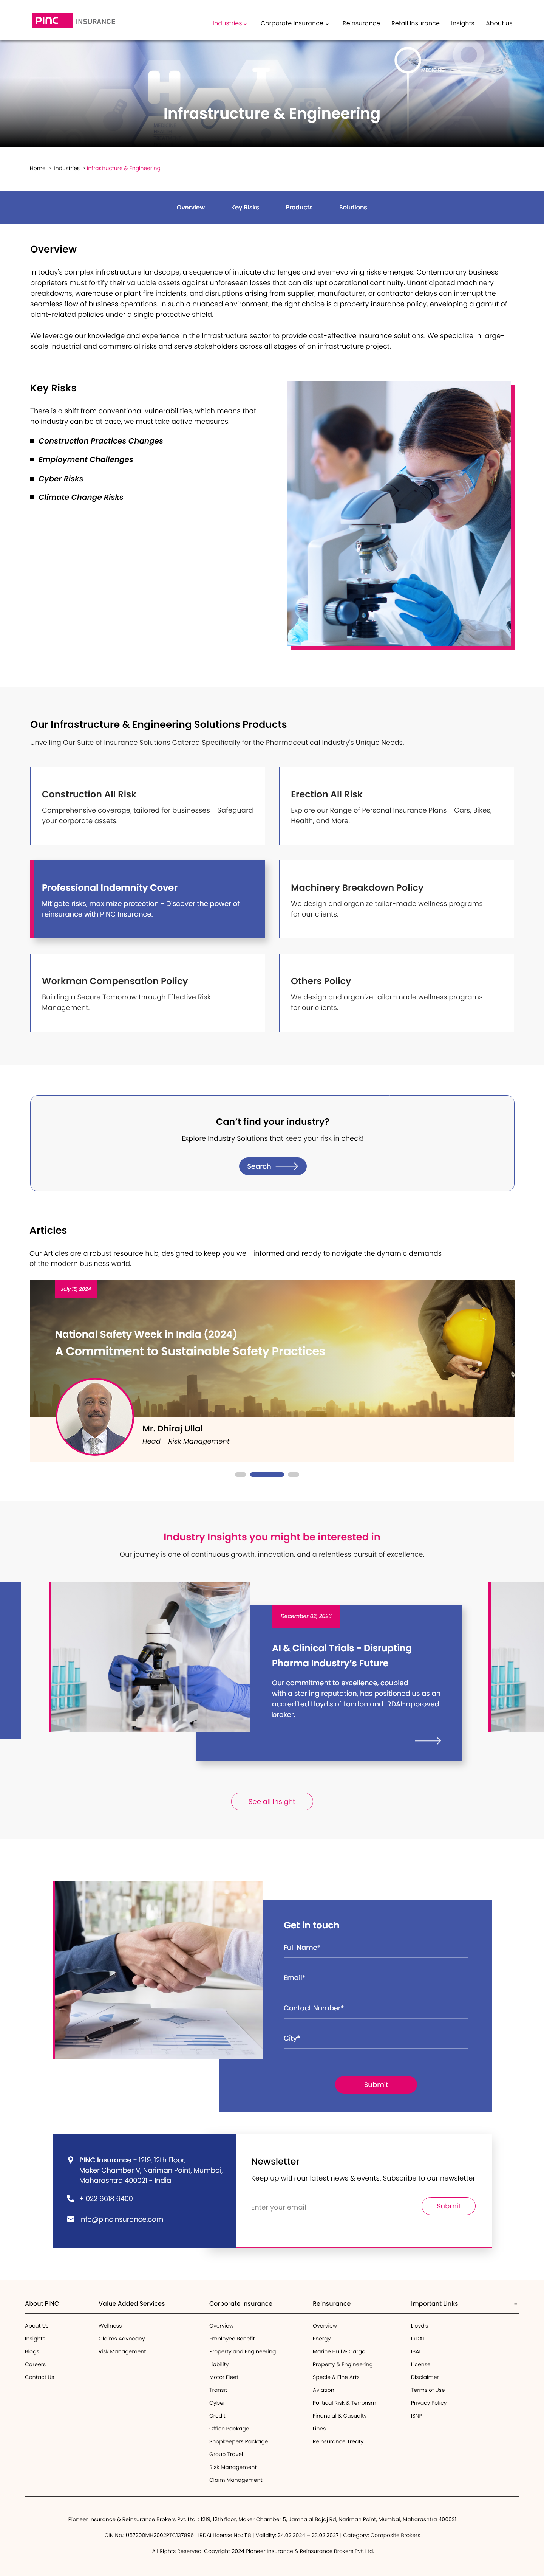 PINC INSURANCE
Industries
Corporate Insurance
Reinsurance
Retail Insurance
Insights
About us
Infrastructure & Engineering
Home > Industries > Infrastructure & Engineering
Overview
Key Risks
Products
Solutions
Overview
In today's complex infrastructure landscape, a sequence of intricate challenges and ever-evolving risks emerges. Contemporary business
proprietors must fortify their valuable assets against unforeseen losses that can disrupt operational continuity. Unanticipated machinery
breakdowns, warehouse or plant fire incidents, and disruptions arising from supplier, manufacturer, or contractor delays can interrupt the
seamless flow of business operations. In such a nuanced environment, the right choice is a property insurance policy, enveloping a gamut of
plant-related policies under a single protective shield.
We leverage our knowledge and experience in the Infrastructure sector to provide cost-effective insurance solutions. We specialize in large-
scale industrial and commercial risks and serve stakeholders across all stages of an infrastructure project.
Key Risks
There is a shift from conventional vulnerabilities, which means that
no industry can be at ease, we must take active measures.
Construction Practices Changes
Employment Challenges
Cyber Risks
Climate Change Risks
Our Infrastructure & Engineering Solutions Products
Unveiling Our Suite of Insurance Solutions Catered Specifically for the Pharmaceutical Industry's Unique Needs.
Construction All Risk
Comprehensive coverage, tailored for businesses - Safeguard
your corporate assets.
Erection All Risk
Explore our Range of Personal Insurance Plans - Cars, Bikes,
Health, and More.
Professional Indemnity Cover
Mitigate risks, maximize protection - Discover the power of
reinsurance with PINC Insurance.
Machinery Breakdown Policy
We design and organize tailor-made wellness programs
for our clients.
Workman Compensation Policy
Building a Secure Tomorrow through Effective Risk
Management.
Others Policy
We design and organize tailor-made wellness programs
for our clients.
Can't find your industry?
Explore Industry Solutions that keep your risk in check!
Search
Articles
Our Articles are a robust resource hub, designed to keep you well-informed and ready to navigate the dynamic demands
of the modern business world.
July 15, 2024
National Safety Week in India (2024)
A Commitment to Sustainable Safety Practices
Mr. Dhiraj Ullal
Head - Risk Management
Industry Insights you might be interested in
Our journey is one of continuous growth, innovation, and a relentless pursuit of excellence.
December 02, 2023
AI & Clinical Trials - Disrupting
Pharma Industry's Future
Our commitment to excellence, coupled
with a sterling reputation, has positioned us as an
accredited Lloyd's of London and IRDAI-approved
broker.
See all Insight
Get in touch
Full Name*
Email*
Contact Number*
City*
Submit
PINC Insurance - 1219, 12th Floor,
Maker Chamber V, Nariman Point, Mumbai,
Maharashtra 400021 - India
+ 022 6618 6400
info@pincinsurance.com
Newsletter
Keep up with our latest news & events. Subscribe to our newsletter
Enter your email
Submit
About PINC
About Us
Insights
Blogs
Careers
Contact Us
Value Added Services
Wellness
Claims Advocacy
Risk Management
Corporate Insurance
Overview
Employee Benefit
Property and Engineering
Liability
Motor Fleet
Transit
Cyber
Credit
Office Package
Shopkeepers Package
Group Travel
Risk Management
Claim Management
Reinsurance
Overview
Energy
Marine Hull & Cargo
Property & Engineering
Specie & Fine Arts
Aviation
Political Risk & Terrorism
Financial & Casualty
Lines
Reinsurance Treaty
Important Links
Lloyd's
IRDAI
IBAI
License
Disclaimer
Terms of Use
Privacy Policy
ISNP
Pioneer Insurance & Reinsurance Brokers Pvt. Ltd. : 1219, 12th floor, Maker Chamber 5, Jamnalal Bajaj Rd, Nariman Point, Mumbai, Maharashtra 400021
CIN No.: U67200MH2002PTC137896 | IRDAI License No.: 118 | Validity: 24.02.2024 – 23.02.2027 | Category: Composite Brokers
All Rights Reserved. Copyright 2024 Pioneer Insurance & Reinsurance Brokers Pvt. Ltd.